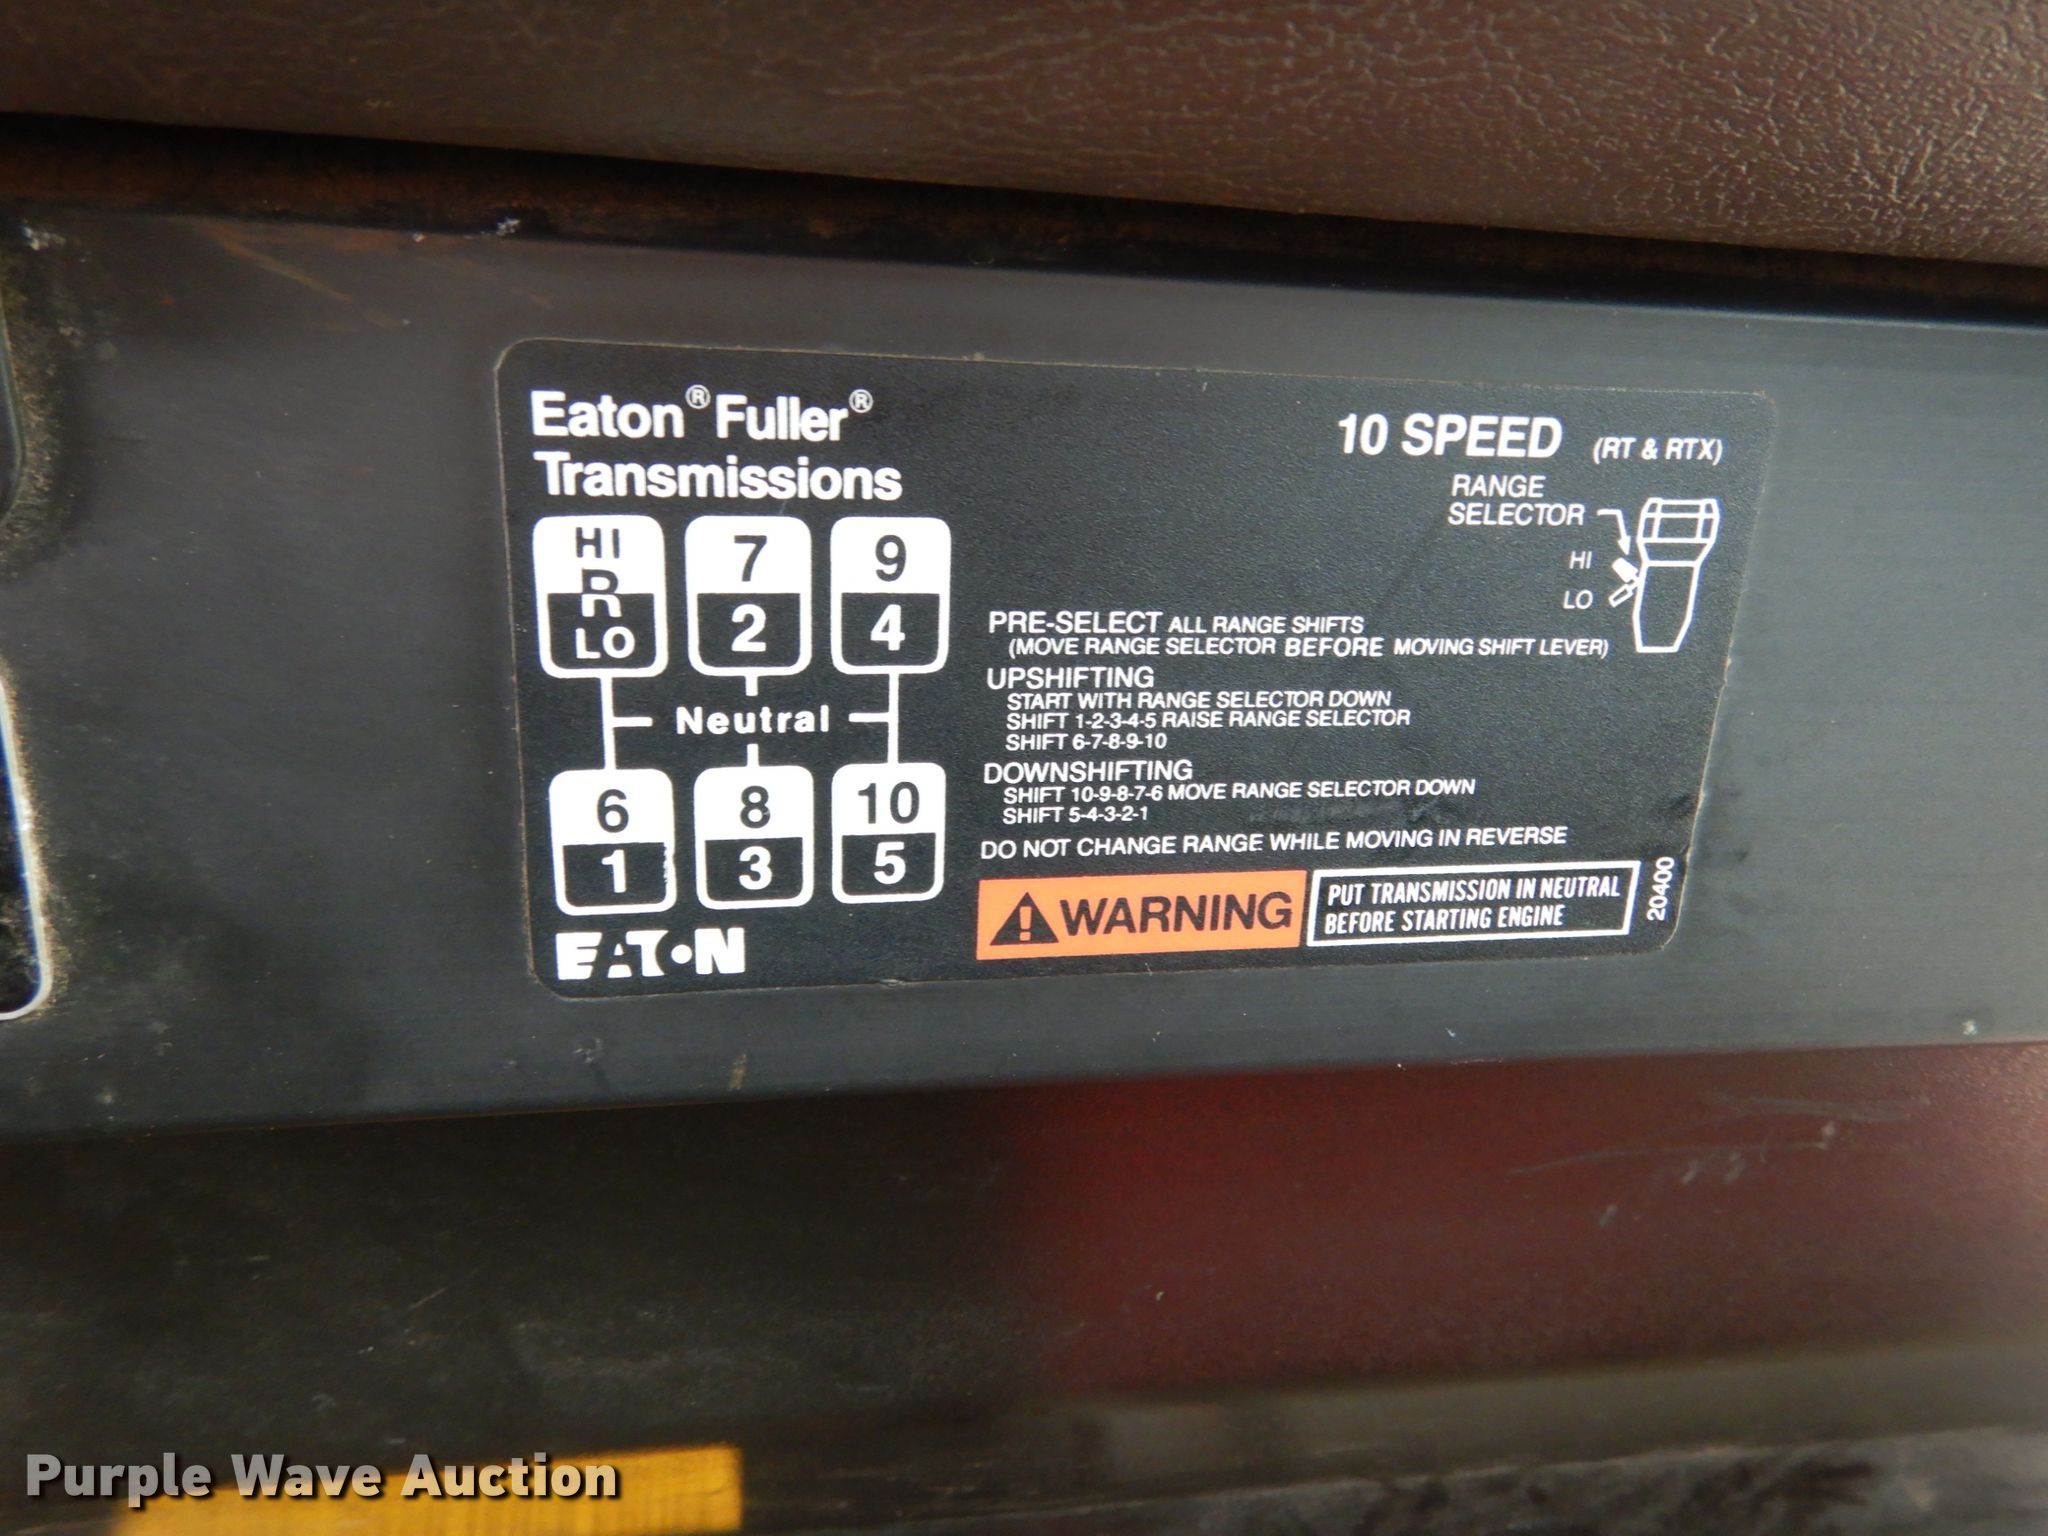 Eaton® Fuller®
Transmissions
10 SPEED (RT & RTX)
RANGE
SELECTOR
HI
LO
HI
R
LO
7
2
9
4
Neutral
6
1
8
3
10
5
EATON
PRE-SELECT ALL RANGE SHIFTS
(MOVE RANGE SELECTOR BEFORE MOVING SHIFT LEVER)
UPSHIFTING
START WITH RANGE SELECTOR DOWN
SHIFT 1-2-3-4-5 RAISE RANGE SELECTOR
SHIFT 6-7-8-9-10
DOWNSHIFTING
SHIFT 10-9-8-7-6 MOVE RANGE SELECTOR DOWN
SHIFT 5-4-3-2-1
DO NOT CHANGE RANGE WHILE MOVING IN REVERSE
WARNING
PUT TRANSMISSION IN NEUTRAL
BEFORE STARTING ENGINE
20400
Purple Wave Auction